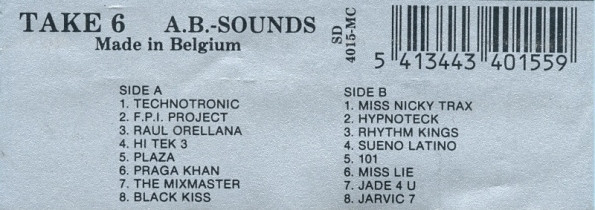 TAKE 6 A.B.-SOUNDS
Made in Belgium
SD
4015-MC
5 413443 401559
SIDE A
1. TECHNOTRONIC
2. F.P.I. PROJECT
3. RAUL ORELLANA
4. HI TEK 3
5. PLAZA
6. PRAGA KHAN
7. THE MIXMASTER
8. BLACK KISS
SIDE B
1. MISS NICKY TRAX
2. HYPNOTECK
3. RHYTHM KINGS
4. SUENO LATINO
5. 101
6. MISS LIE
7. JADE 4 U
8. JARVIC 7